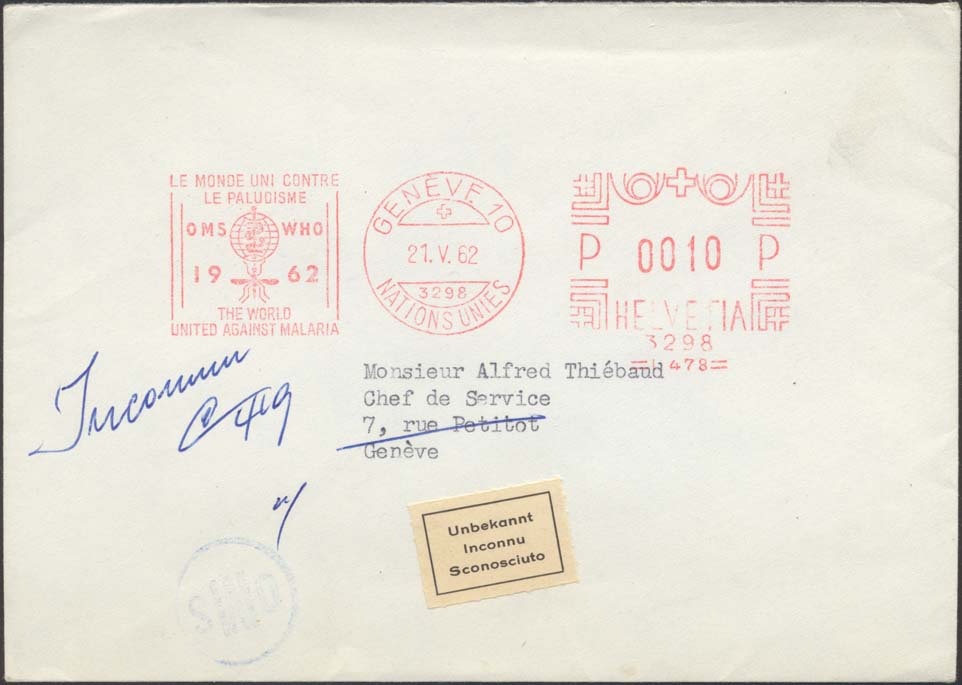 LE MONDE UNI CONTRE
LE PALUDISME
OMS WHO
19 62
THE WORLD
UNITED AGAINST MALARIA
GENÈVE 10
21. V. 62
3298
NATIONS UNIES
P 0010 P
HELVETIA
3298
478
Monsieur Alfred Thiébaud
Chef de Service
7, rue Petitot
Genève
Inconnu
Unbekannt
Inconnu
Sconosciuto
OMS